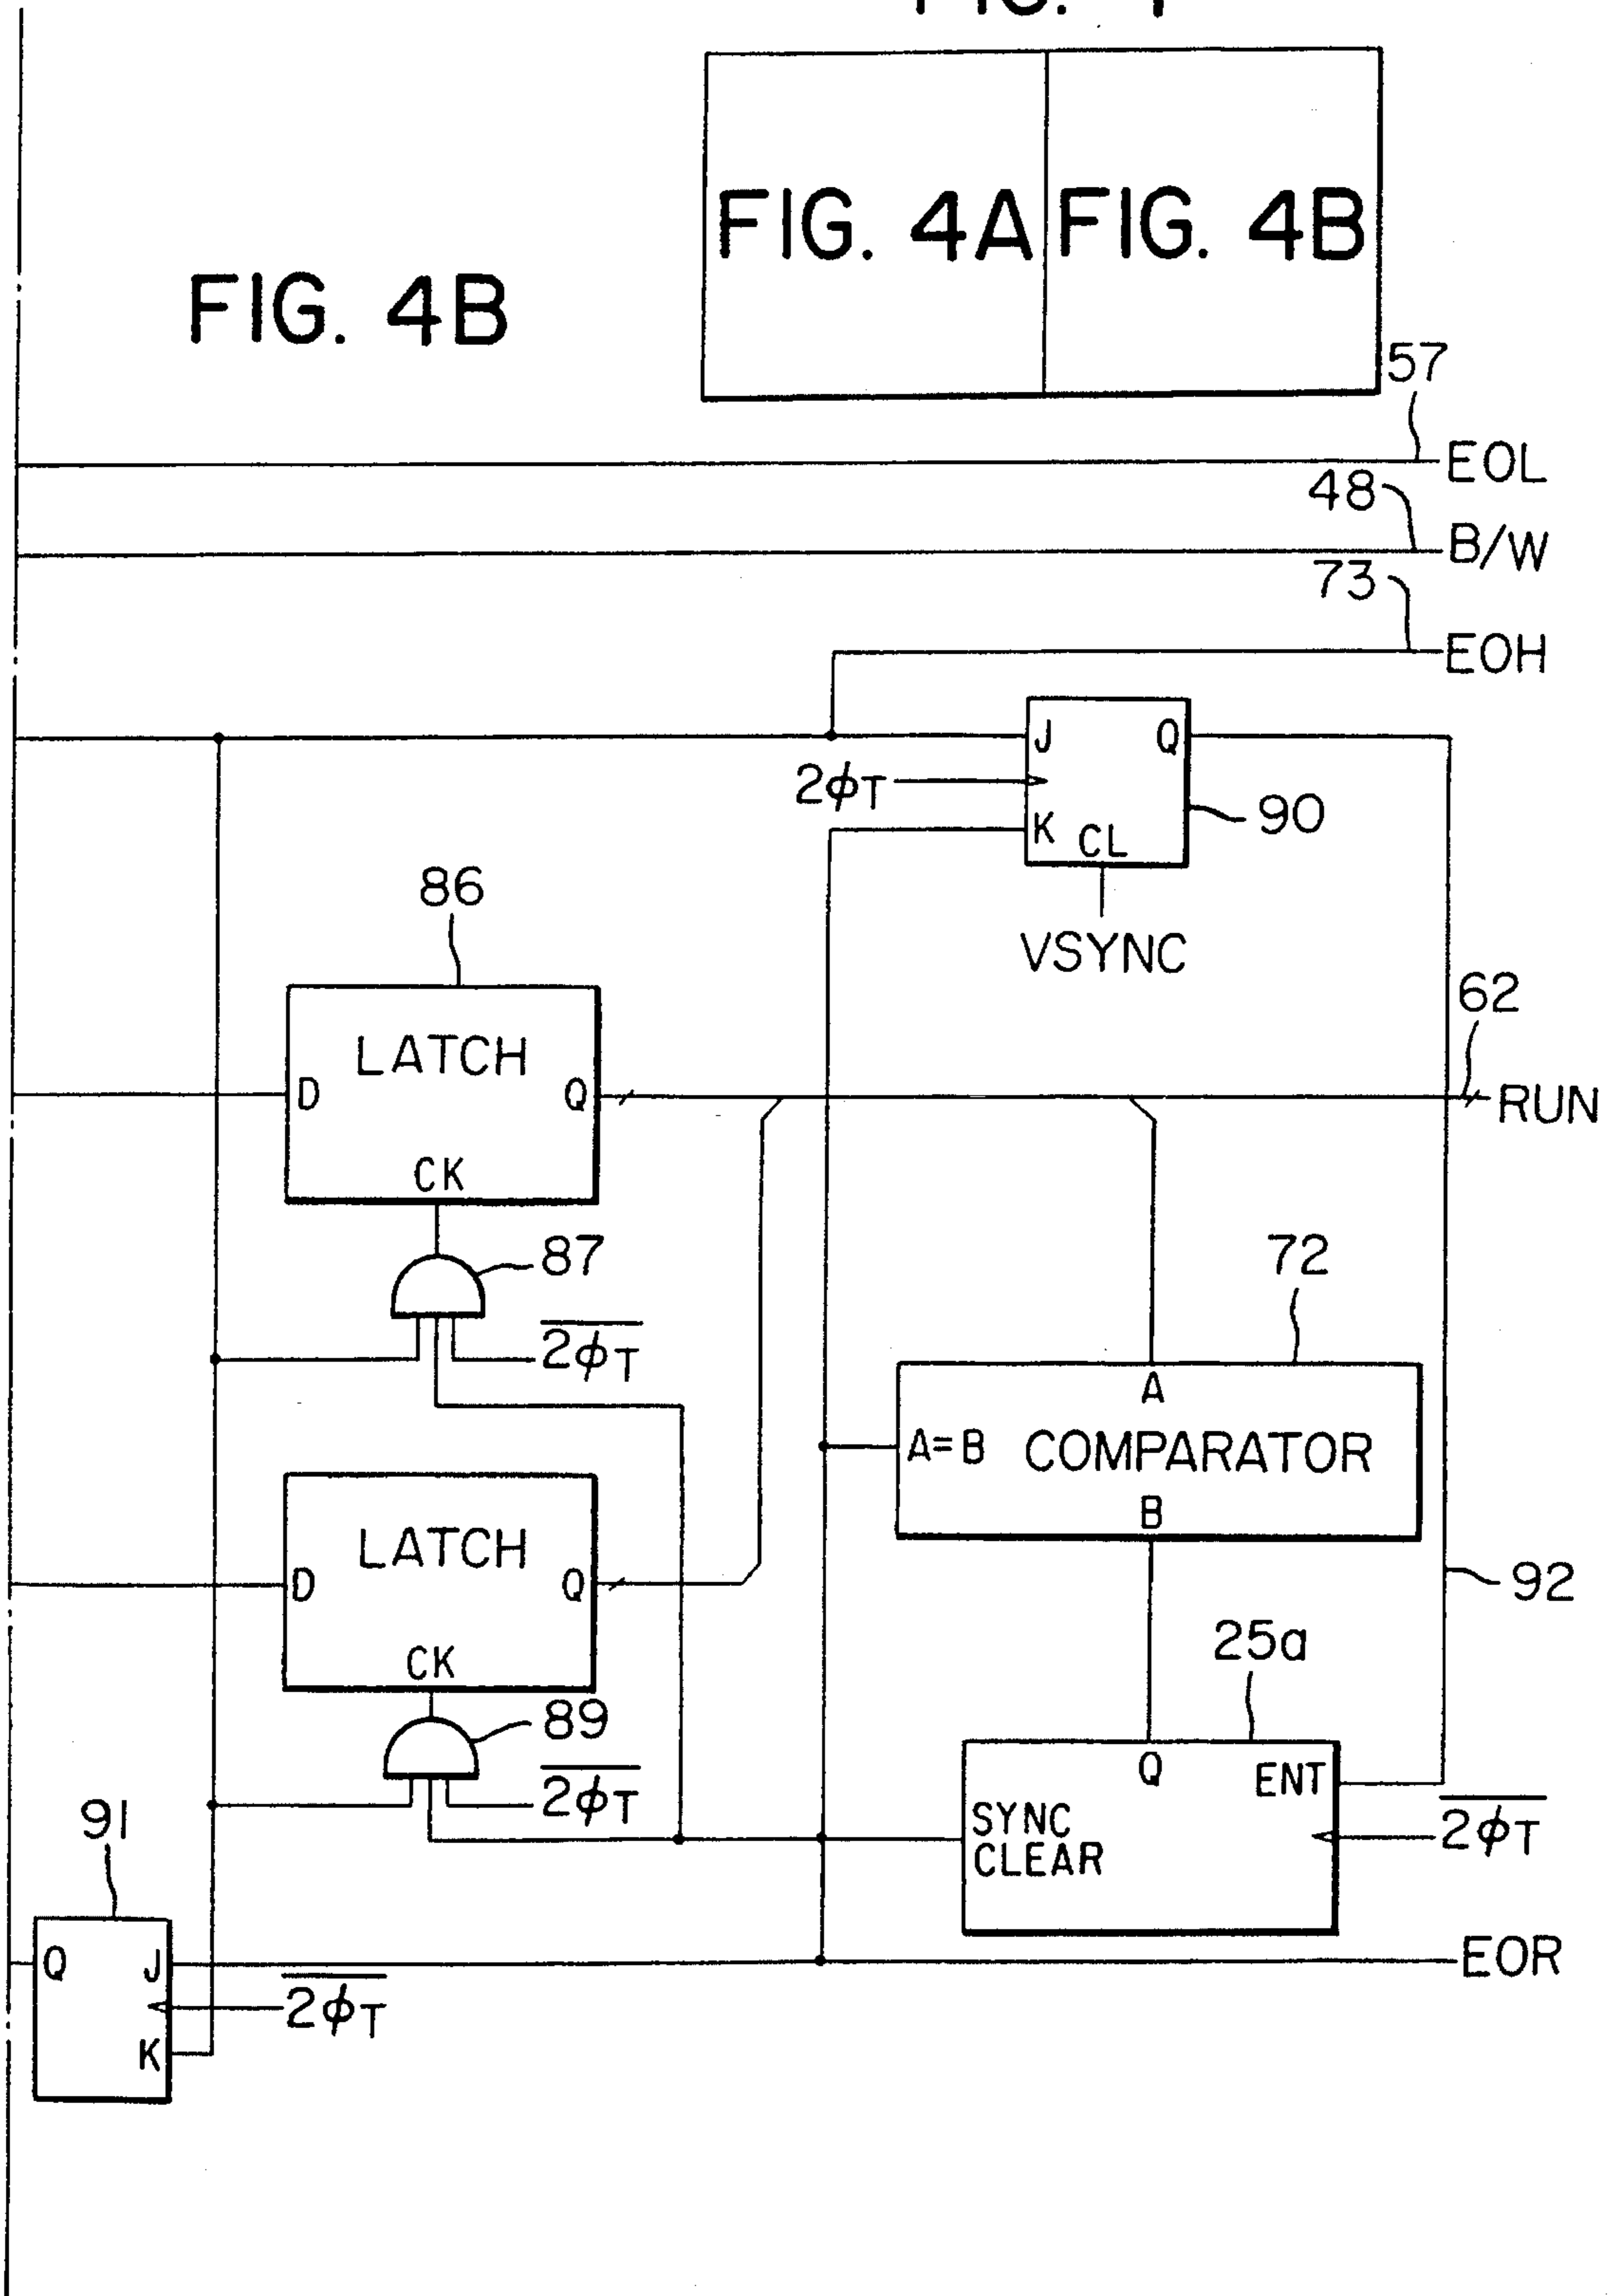 FIG. 4A FIG. 4B
FIG. 4B
57
EOL
48
B/W
73
EOH
J Q
2φT
90
K CL
VSYNC
86
LATCH
D Q
CK
62
RUN
87
2φT
72
A
A=B COMPARATOR
B
LATCH
D Q
CK
92
25a
89
2φT
Q ENT
SYNC
CLEAR
2φT
91
Q J
EOR
2φT
K